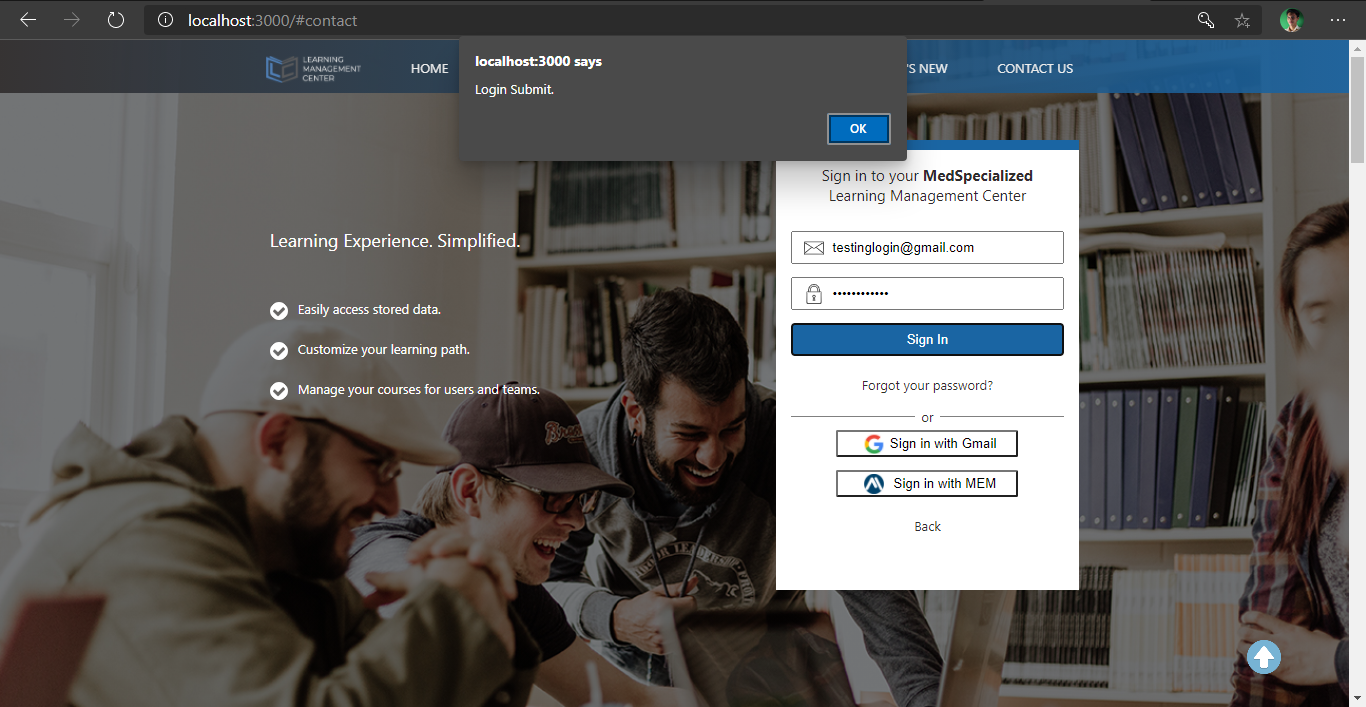 localhost:3000/#contact
LEARNING
MANAGEMENT
CENTER
HOME
'S NEW
CONTACT US
localhost:3000 says
Login Submit.
OK
Sign in to your MedSpecialized
Learning Management Center
testinglogin@gmail.com
••••••••••••
Sign In
Forgot your password?
or
Sign in with Gmail
Sign in with MEM
Back
Learning Experience. Simplified.
Easily access stored data.
Customize your learning path.
Manage your courses for users and teams.